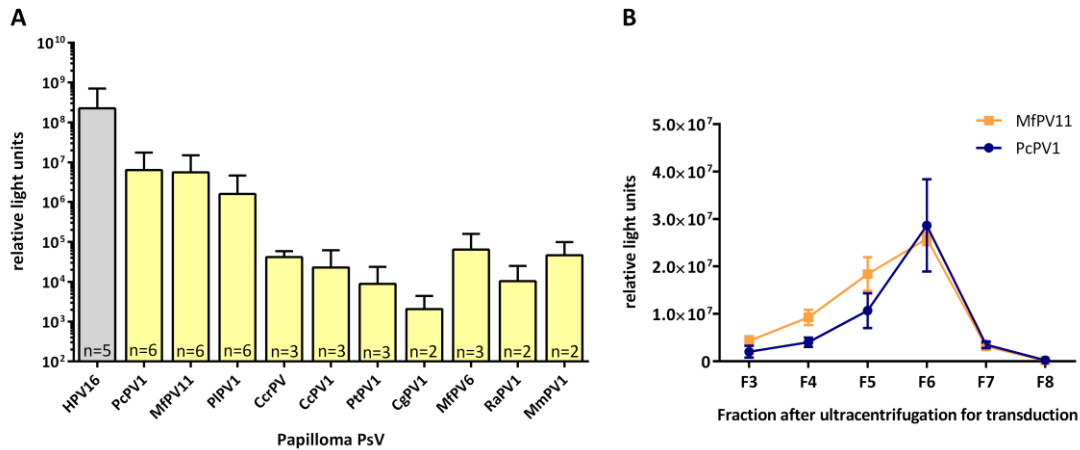 A
relative light units
10^10
10^9
10^8
10^7
10^6
10^5
10^4
10^3
10^2
n=5 n=6 n=6 n=6 n=3 n=3 n=3 n=2 n=3 n=2 n=2
HPV16 PcPV1 MfPV11 PlPV1 CcrPV CcPV1 PtPV1 CgPV1 MfPV6 RaPV1 MmPV1
Papilloma PsV
B
MfPV11
PcPV1
relative light units
5.0×10^7
3.0×10^7
2.0×10^7
1.0×10^7
0
F3 F4 F5 F6 F7 F8
Fraction after ultracentrifugation for transduction